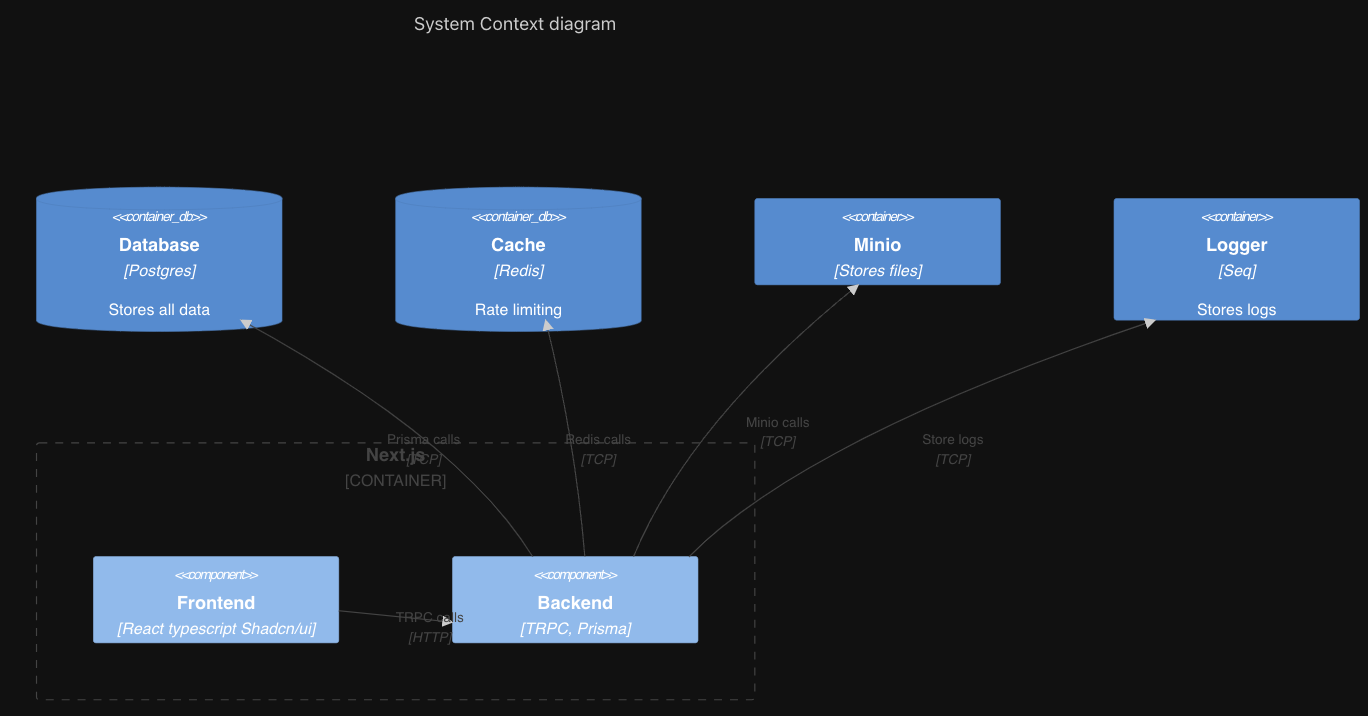 System Context diagram
<<container_db>>
Database
[Postgres]
Stores all data
<<container_db>>
Cache
[Redis]
Rate limiting
<<container>>
Minio
[Stores files]
<<container>>
Logger
[Seq]
Stores logs
Prisma calls
[TCP]
Redis calls
[TCP]
Minio calls
[TCP]
Store logs
[TCP]
Next.js
[CONTAINER]
<<component>>
Frontend
[React typescript Shadcn/ui]
TRPC calls
[HTTP]
<<component>>
Backend
[TRPC, Prisma]